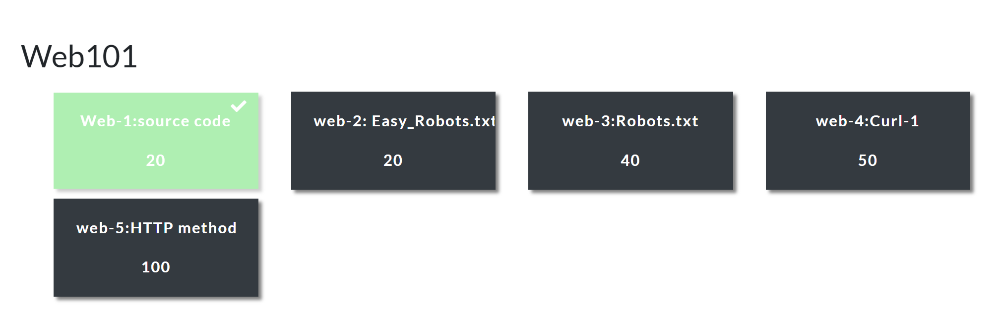 Web101
Web-1:source code
20
web-2: Easy_Robots.txt
20
web-3:Robots.txt
40
web-4:Curl-1
50
web-5:HTTP method
100